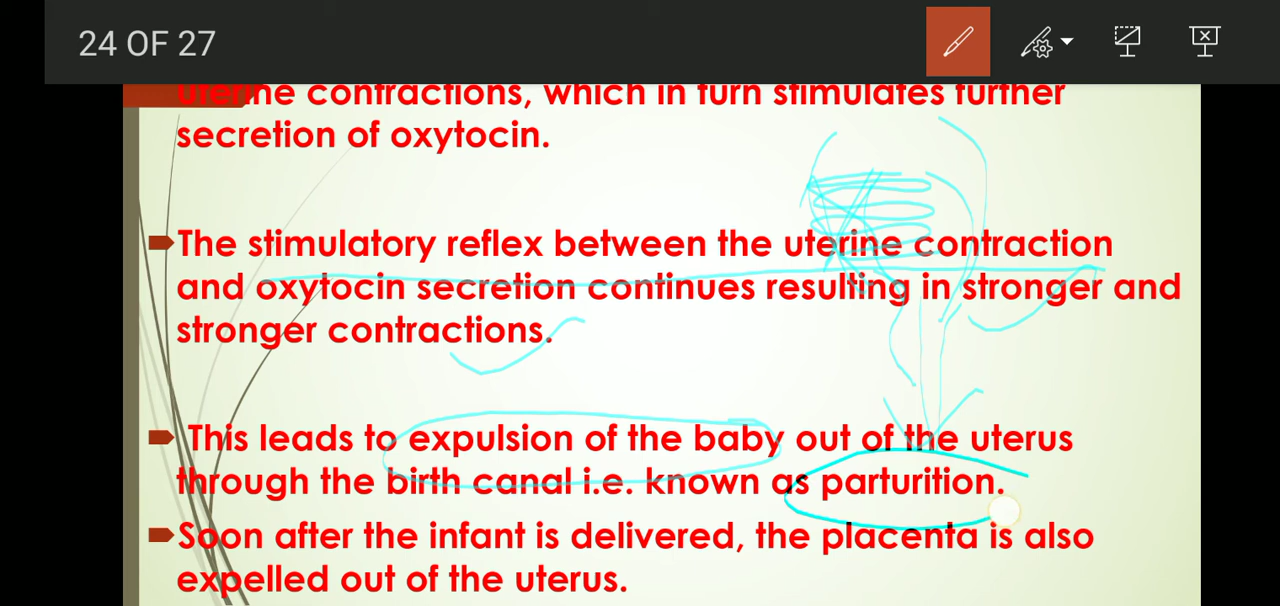 24 OF 27
uterine contractions, which in turn stimulates further
secretion of oxytocin.
The stimulatory reflex between the uterine contraction
and oxytocin secretion continues resulting in stronger and
stronger contractions.
This leads to expulsion of the baby out of the uterus
through the birth canal i.e. known as parturition.
Soon after the infant is delivered, the placenta is also
expelled out of the uterus.